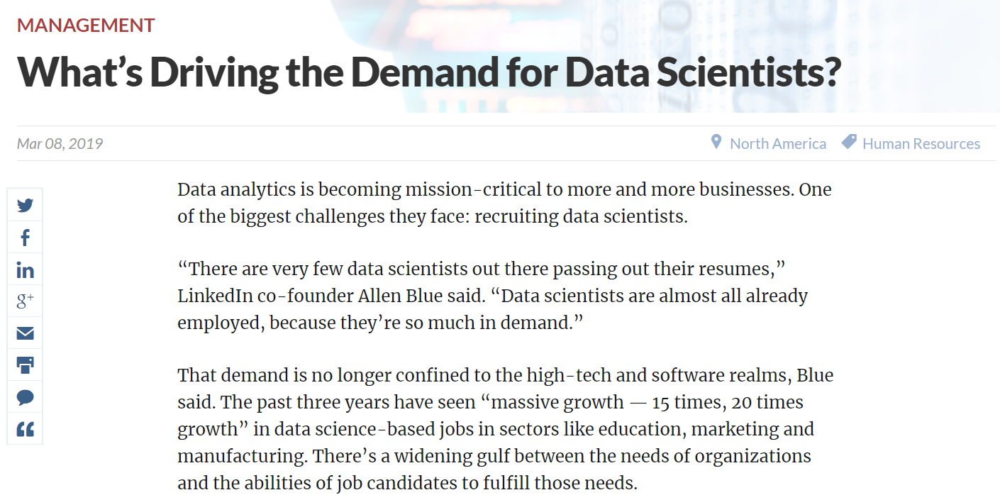 MANAGEMENT
What’s Driving the Demand for Data Scientists?
Mar 08, 2019
North America
Human Resources
Data analytics is becoming mission-critical to more and more businesses. One
of the biggest challenges they face: recruiting data scientists.
“There are very few data scientists out there passing out their resumes,”
LinkedIn co-founder Allen Blue said. “Data scientists are almost all already
employed, because they’re so much in demand.”
That demand is no longer confined to the high-tech and software realms, Blue
said. The past three years have seen “massive growth — 15 times, 20 times
growth” in data science-based jobs in sectors like education, marketing and
manufacturing. There’s a widening gulf between the needs of organizations
and the abilities of job candidates to fulfill those needs.
f
in
g+